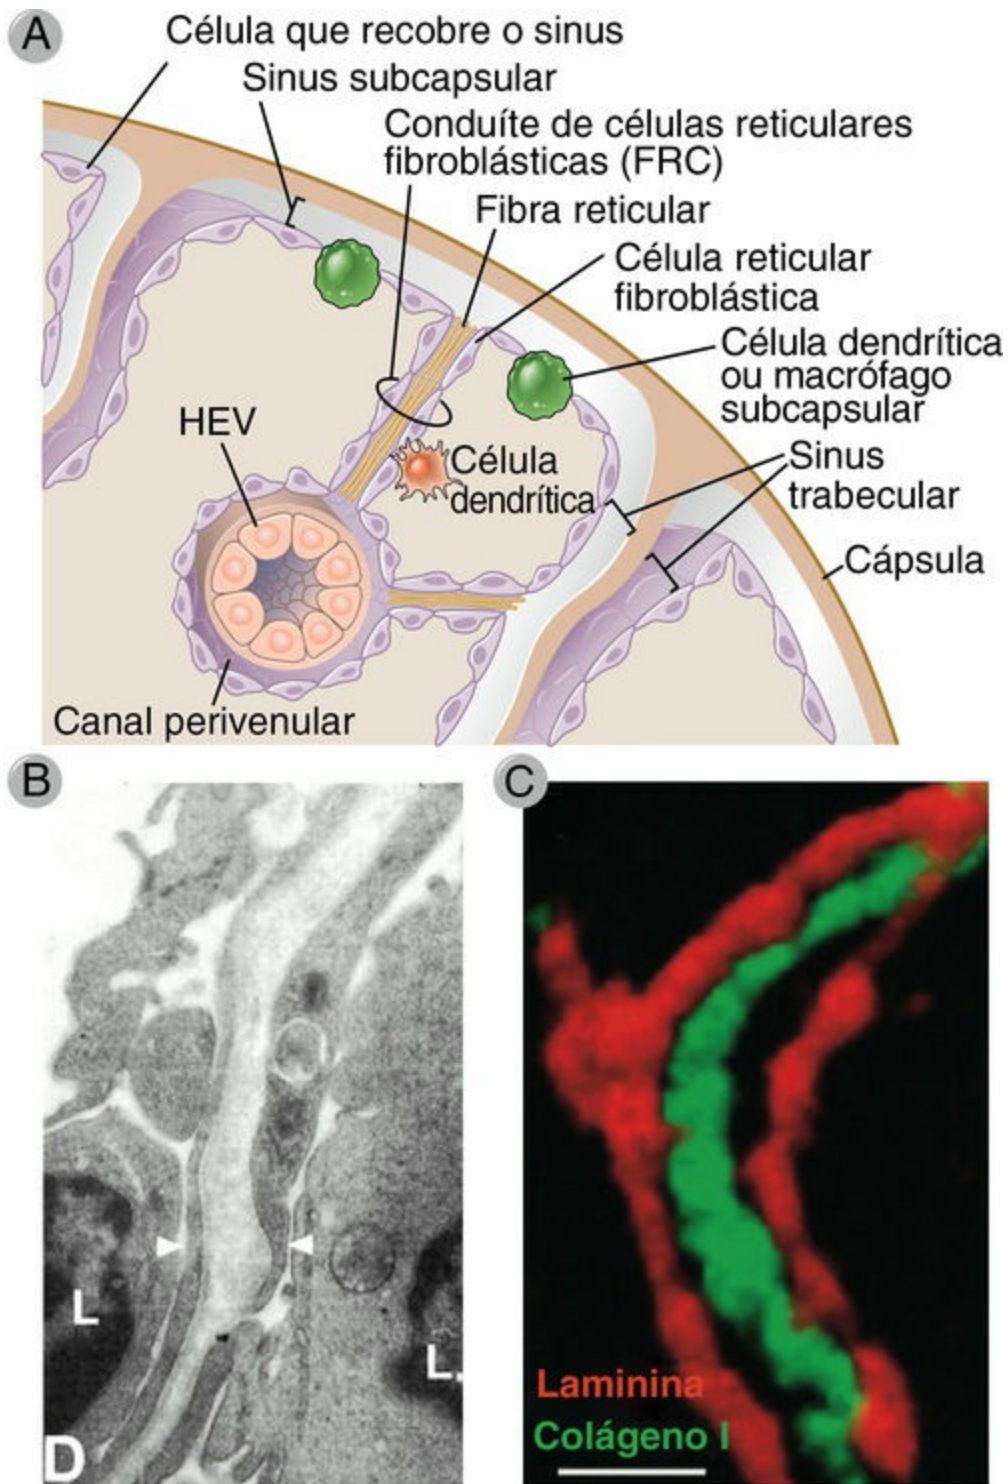 A
Célula que recobre o sinus
Sinus subcapsular
Conduíte de células reticulares
fibroblásticas (FRC)
Fibra reticular
Célula reticular
fibroblástica
Célula dendrítica
ou macrófago
subcapsular
HEV
Célula
dendrítica
Sinus
trabecular
Cápsula
Canal perivenular
B
L
L
D
C
Laminina
Colágeno I